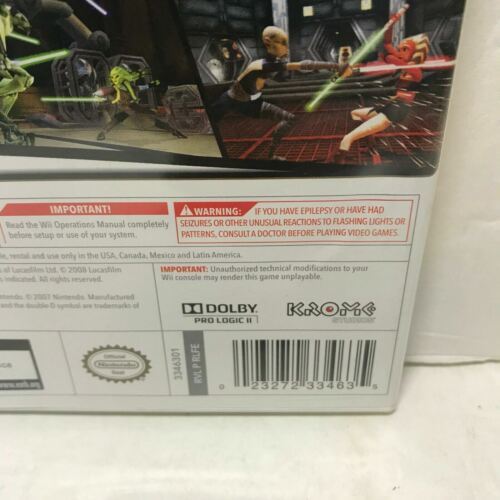 IMPORTANT!
Read the Wii Operations Manual completely
before setup or use of your system.
WARNING: IF YOU HAVE EPILEPSY OR HAVE HAD
SEIZURES OR OTHER UNUSUAL REACTIONS TO FLASHING LIGHTS OR
PATTERNS, CONSULT A DOCTOR BEFORE PLAYING VIDEO GAMES.
rental and use only in the USA, Canada, Mexico and Latin America.
of Lucasfilm Ltd. © 2008 Lucasfilm
indicated. All rights reserved.
IMPORTANT: Unauthorized technical modifications to your
Wii console may render this game unplayable.
© 2007 Nintendo. Manufactured
and the double-D symbol are trademarks of
DOLBY
PRO LOGIC II
KROME
STUDIOS
Official
Nintendo
Seal
3346301
RVL P RLFE
0 23272 33463 5